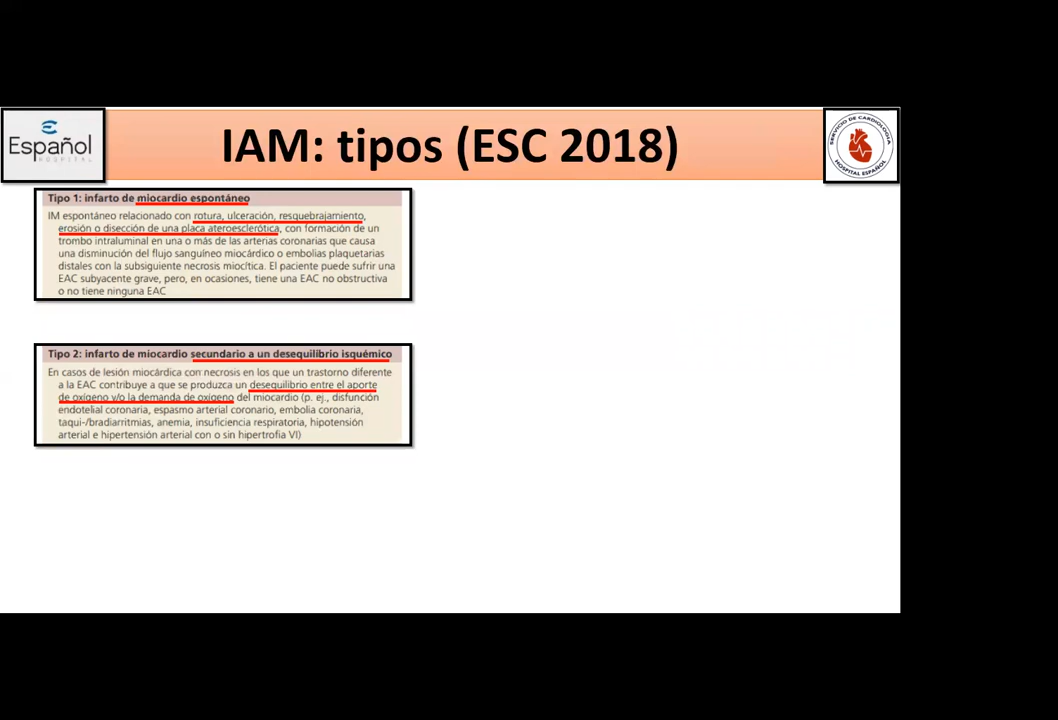 Español
HOSPITAL
IAM: tipos (ESC 2018)
SERVICIO DE CARDIOLOGIA
HOSPITAL ESPAÑOL
Tipo 1: infarto de miocardio espontáneo
IM espontáneo relacionado con rotura, ulceración, resquebrajamiento,
erosión o disección de una placa ateroesclerótica, con formación de un
trombo intraluminal en una o más de las arterias coronarias que causa
una disminución del flujo sanguíneo miocárdico o embolias plaquetarias
distales con la subsiguiente necrosis miocítica. El paciente puede sufrir una
EAC subyacente grave, pero, en ocasiones, tiene una EAC no obstructiva
o no tiene ninguna EAC
Tipo 2: infarto de miocardio secundario a un desequilibrio isquémico
En casos de lesión miocárdica con necrosis en los que un trastorno diferente
a la EAC contribuye a que se produzca un desequilibrio entre el aporte
de oxígeno y/o la demanda de oxígeno del miocardio (p. ej., disfunción
endotelial coronaria, espasmo arterial coronario, embolia coronaria,
taqui-/bradiarritmias, anemia, insuficiencia respiratoria, hipotensión
arterial e hipertensión arterial con o sin hipertrofia VI)